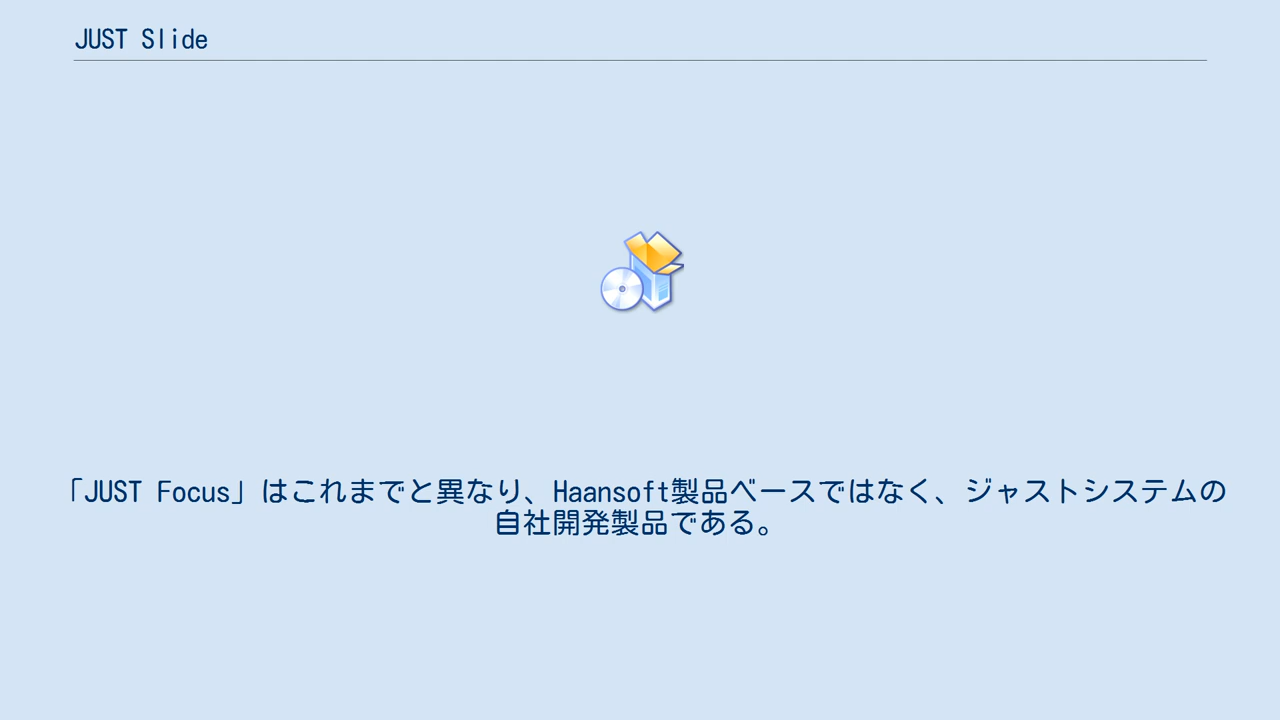 JUST Slide
「JUST Focus」はこれまでと異なり、Haansoft製品ベースではなく、ジャストシステムの
自社開発製品である。